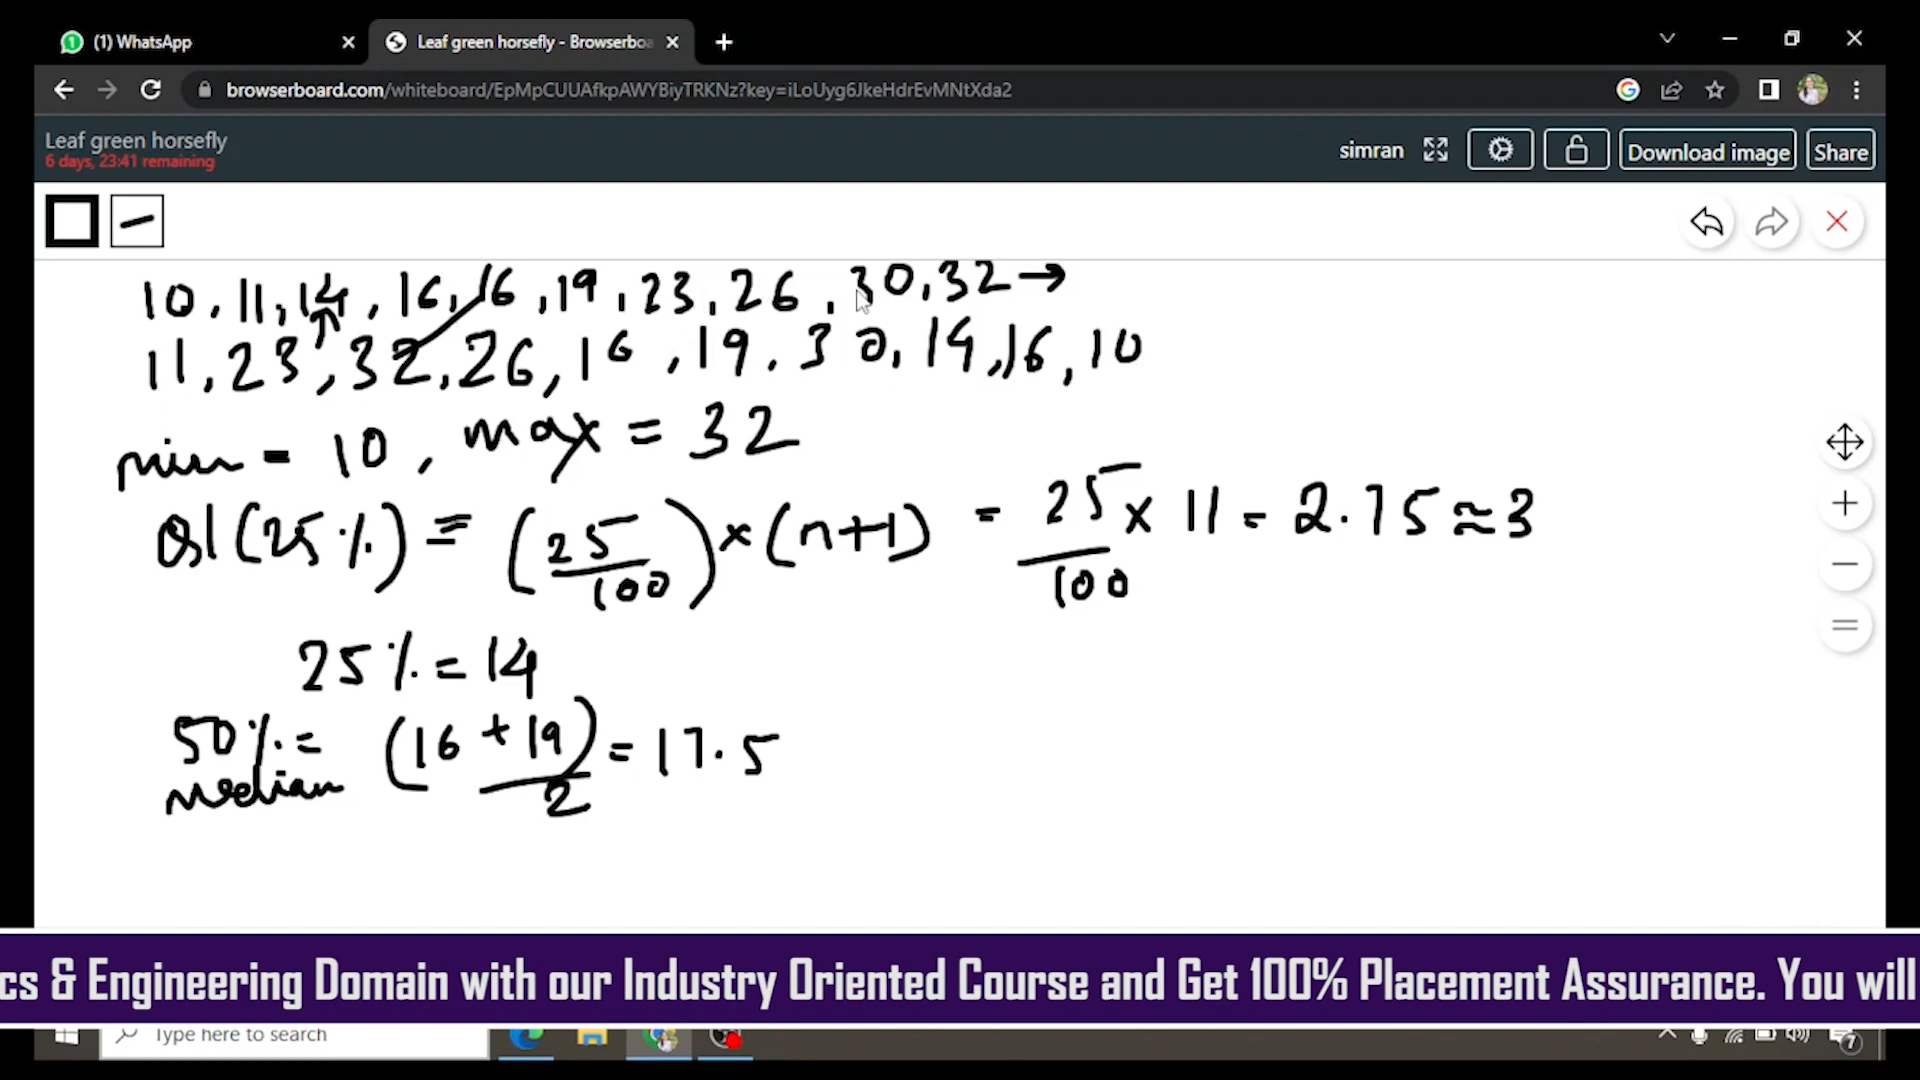 (1) WhatsApp
Leaf green horsefly - Browserboa
browserboard.com/whiteboard/EpMpCUUAfkpAWYBiyTRKNz?key=iLoUyg6JkeHdrEvMNtXda2
Leaf green horsefly
6 days, 23:41 remaining
simran
Download image
Share
10, 11, 14, 16, 16, 19, 23, 26, 30, 32 →
11, 23, 32, 26, 16, 19, 30, 14, 16, 10
min = 10, max = 32
Q1 (25%) = (25/100) × (n+1) = 25/100 × 11 = 2.75 ≈ 3
25% = 14
50% = (16 + 19)/2 = 17.5
median
cs & Engineering Domain with our Industry Oriented Course and Get 100% Placement Assurance. You will
Type here to search
7